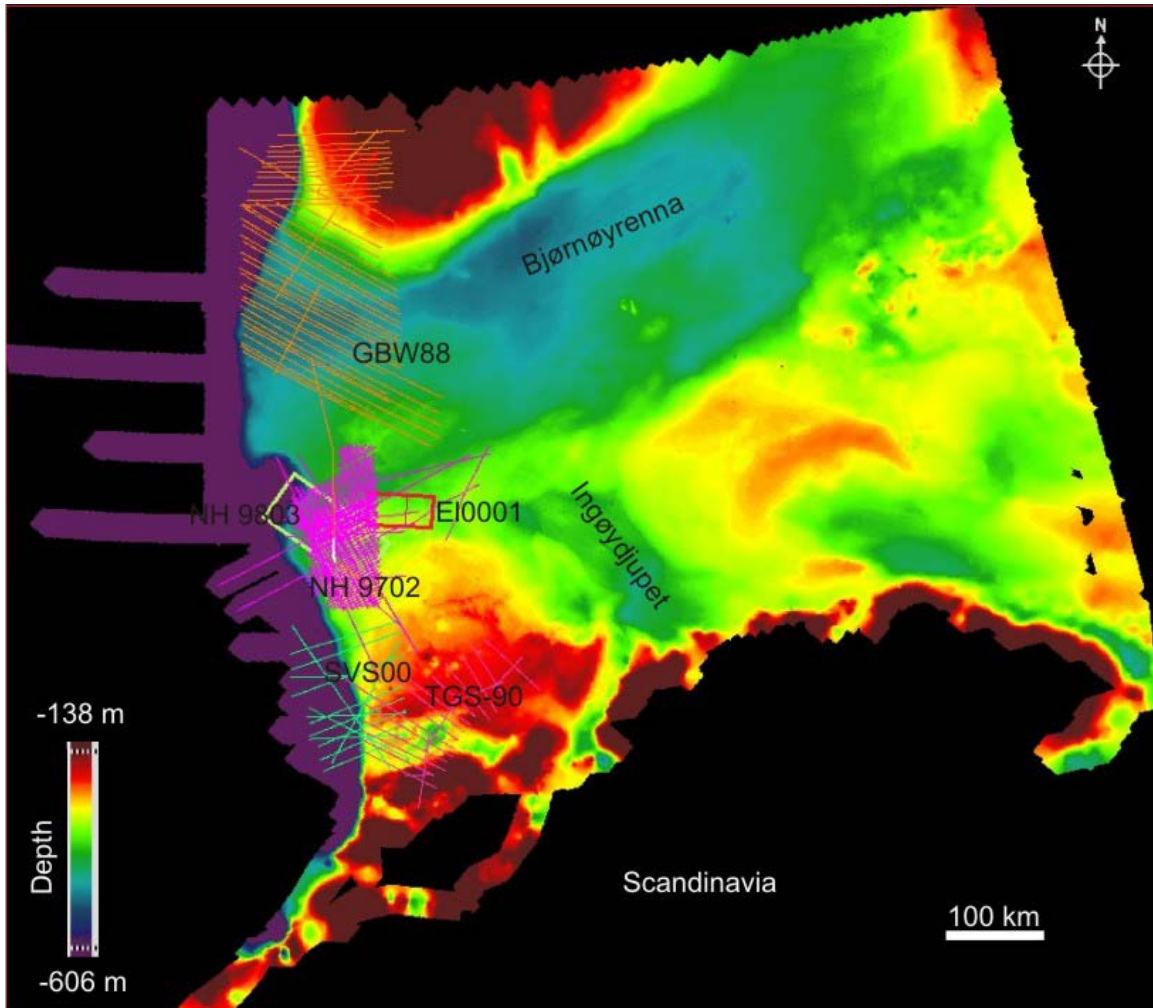 N
Bjørnøyrenna
GBW88
NH 9803
EI0001
Ingøydjupet
NH 9702
SVS00
TGS-90
-138 m
Depth
-606 m
Scandinavia
100 km